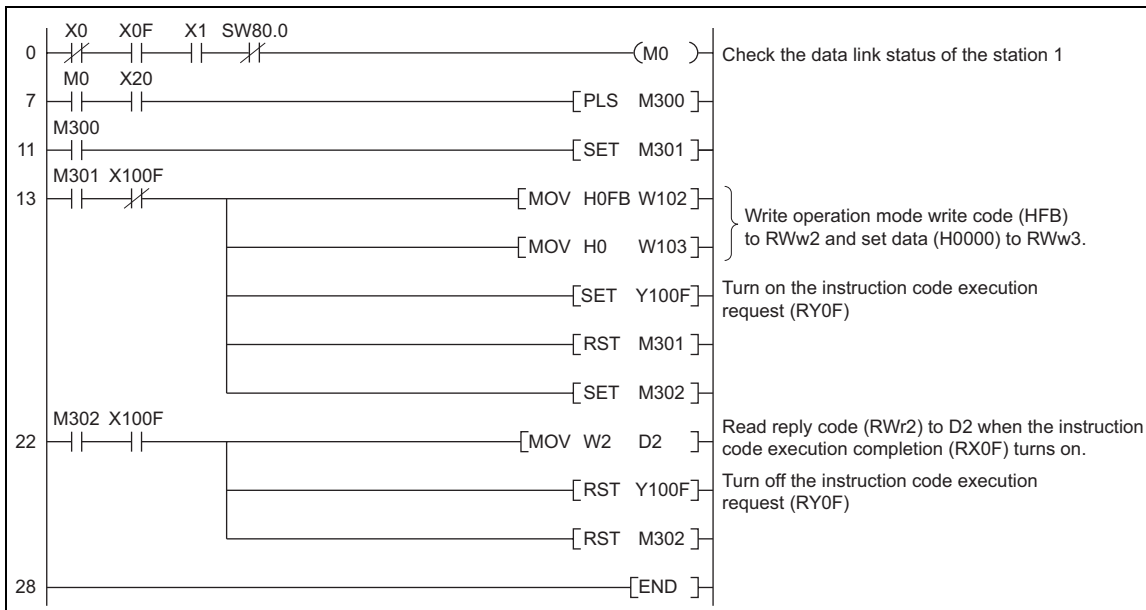 X0 X0F X1 SW80.0
0 M0 Check the data link status of the station 1
M0 X20
7 PLS M300
M300
11 SET M301
M301 X100F
13 MOV H0FB W102
Write operation mode write code (HFB)
to RWw2 and set data (H0000) to RWw3.
MOV H0 W103
SET Y100F Turn on the instruction code execution
request (RY0F)
RST M301
SET M302
M302 X100F
22 MOV W2 D2 Read reply code (RWr2) to D2 when the instruction
code execution completion (RX0F) turns on.
RST Y100F Turn off the instruction code execution
request (RY0F)
RST M302
28 END